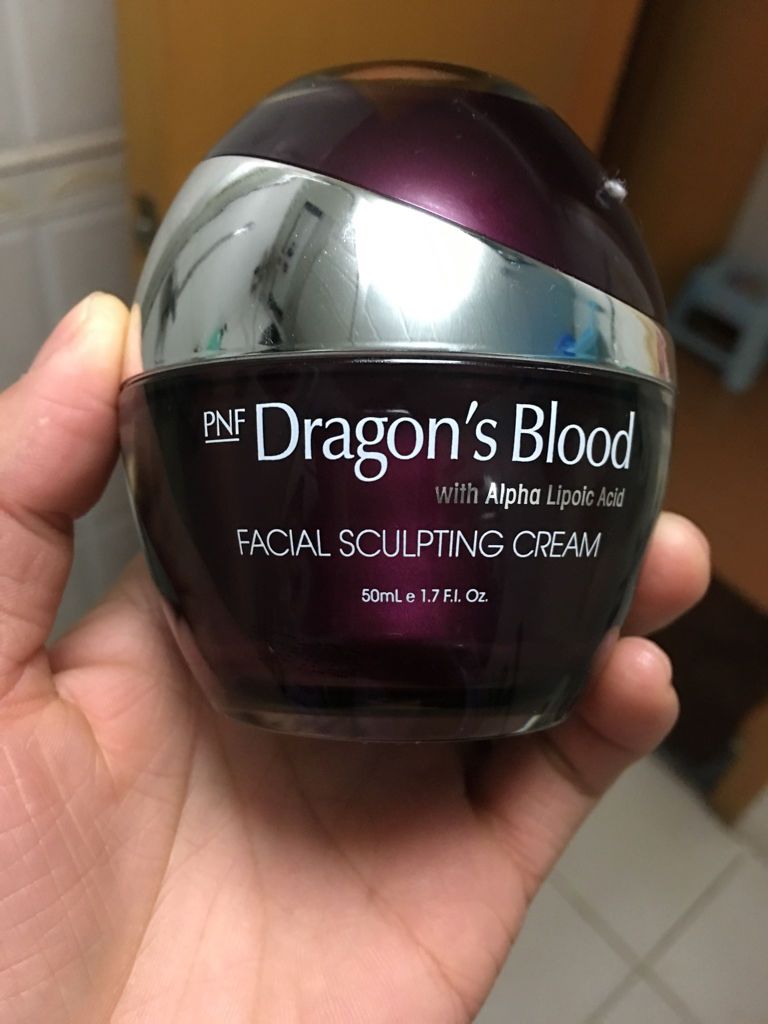 PNF Dragon's Blood
with Alpha Lipoic Acid
FACIAL SCULPTING CREAM
50mL e 1.7 F.l. Oz.